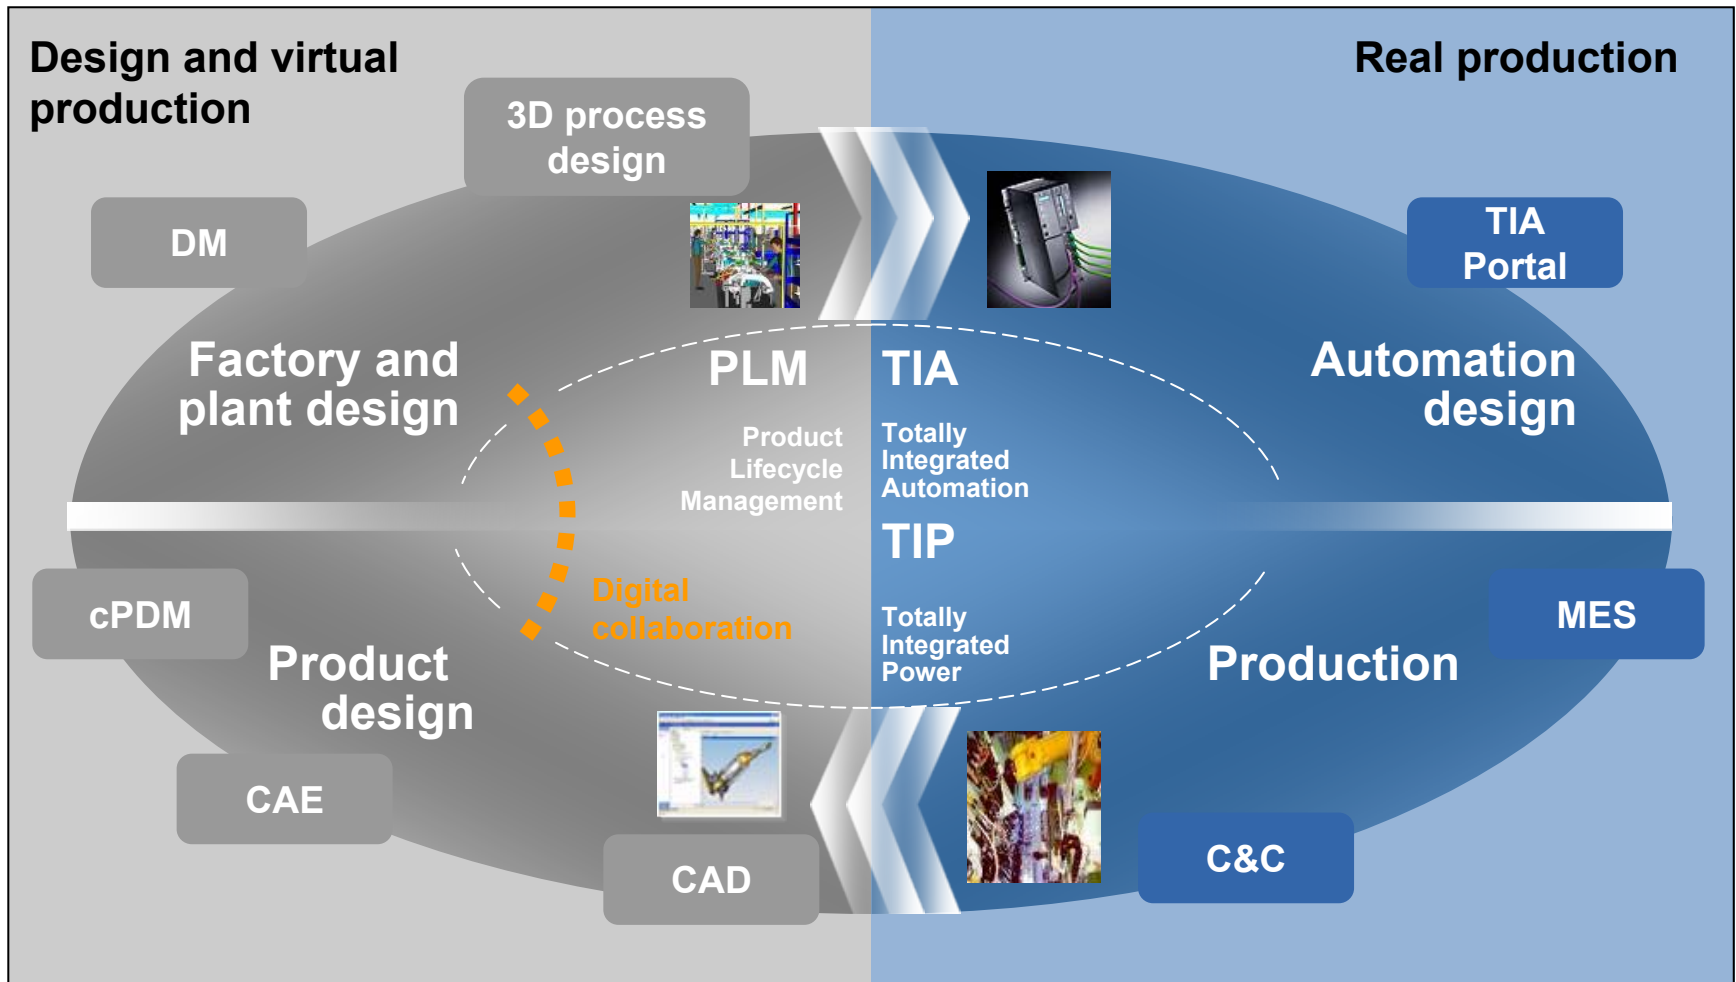 Design and virtual
production
Real production
3D process
design
DM
TIA
Portal
Factory and
plant design
PLM
TIA
Automation
design
Product
Lifecycle
Management
Totally
Integrated
Automation
TIP
Digital
collaboration
Totally
Integrated
Power
cPDM
MES
Product
design
Production
CAE
CAD
C&C